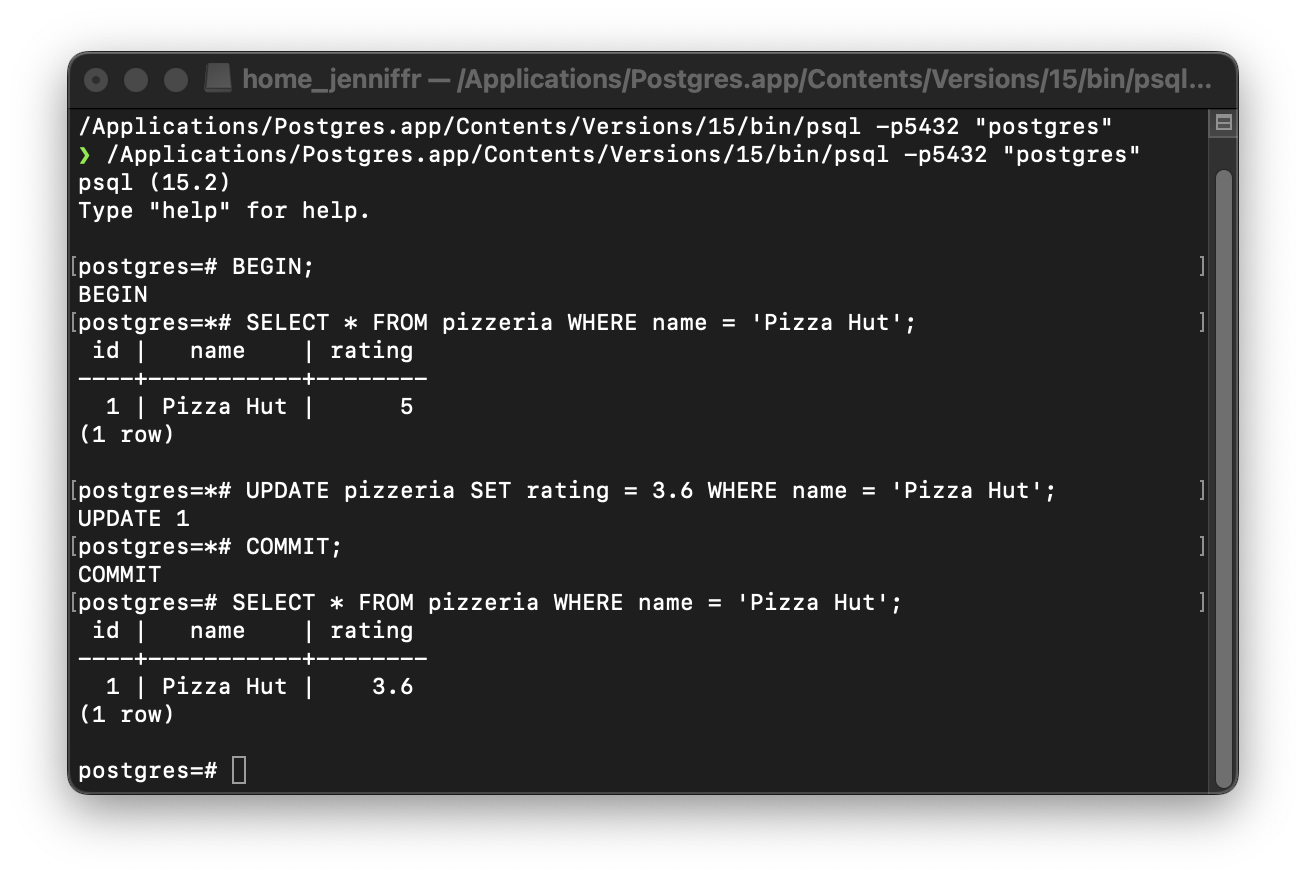 home_jenniffr — /Applications/Postgres.app/Contents/Versions/15/bin/psql...
/Applications/Postgres.app/Contents/Versions/15/bin/psql -p5432 "postgres"
❯ /Applications/Postgres.app/Contents/Versions/15/bin/psql -p5432 "postgres"
psql (15.2)
Type "help" for help.
[postgres=# BEGIN; ]
BEGIN
[postgres=*# SELECT * FROM pizzeria WHERE name = 'Pizza Hut'; ]
 id |   name    | rating
----+-----------+--------
  1 | Pizza Hut |      5
(1 row)
[postgres=*# UPDATE pizzeria SET rating = 3.6 WHERE name = 'Pizza Hut'; ]
UPDATE 1
[postgres=*# COMMIT; ]
COMMIT
[postgres=# SELECT * FROM pizzeria WHERE name = 'Pizza Hut'; ]
 id |   name    | rating
----+-----------+--------
  1 | Pizza Hut |    3.6
(1 row)
postgres=#